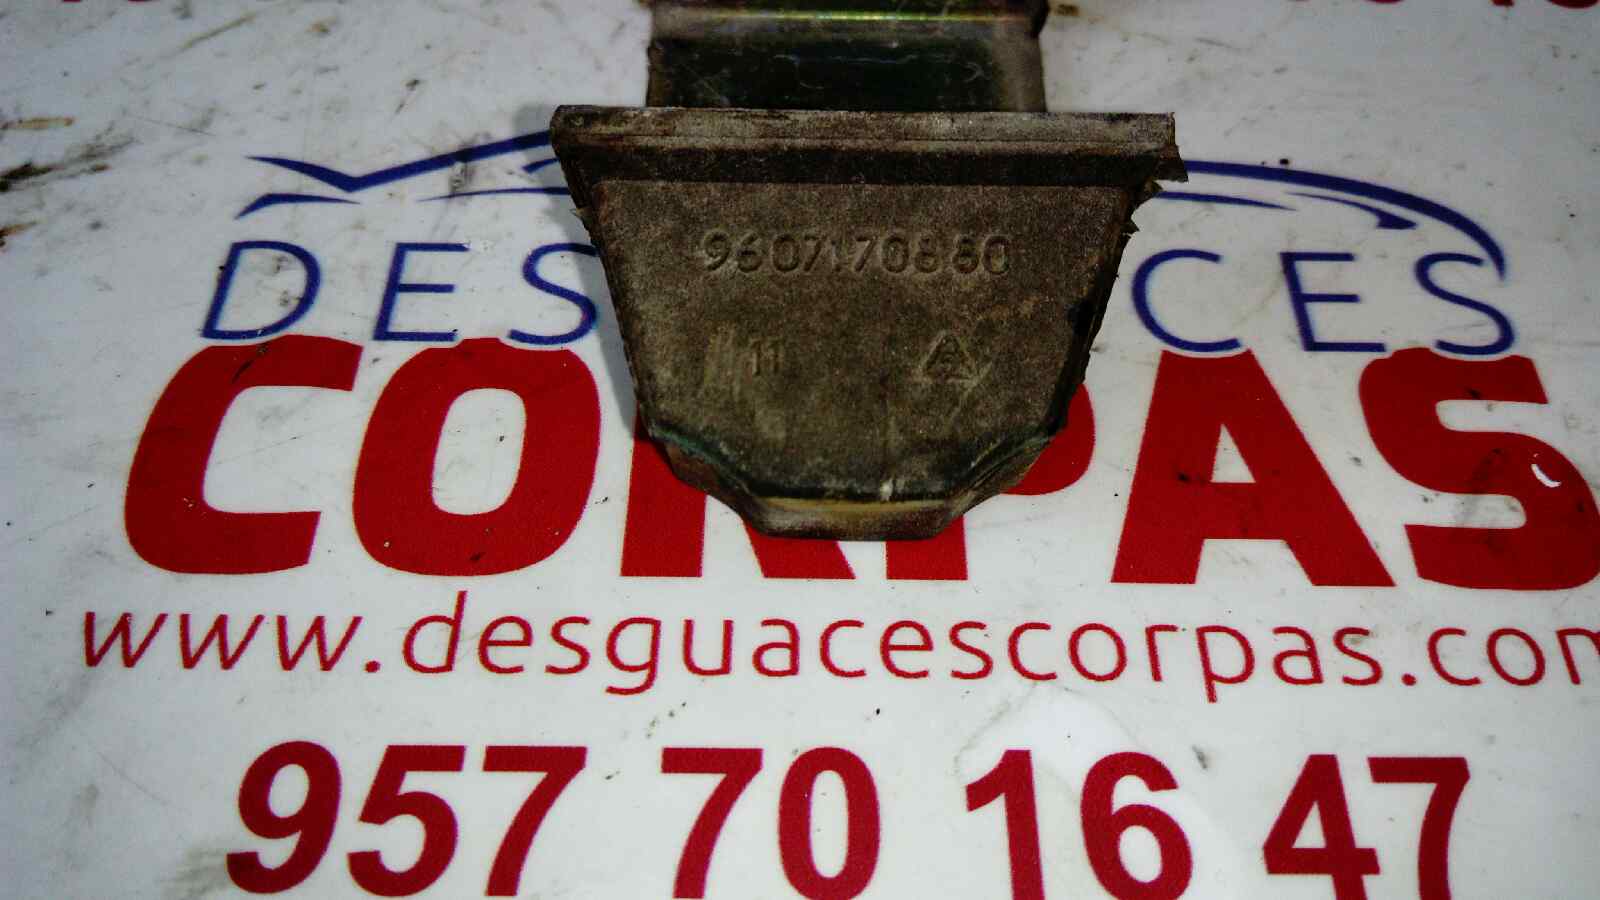 9607170880
11
DES CES
CORPAS
www.desguacescorpas.com
957 70 16 47